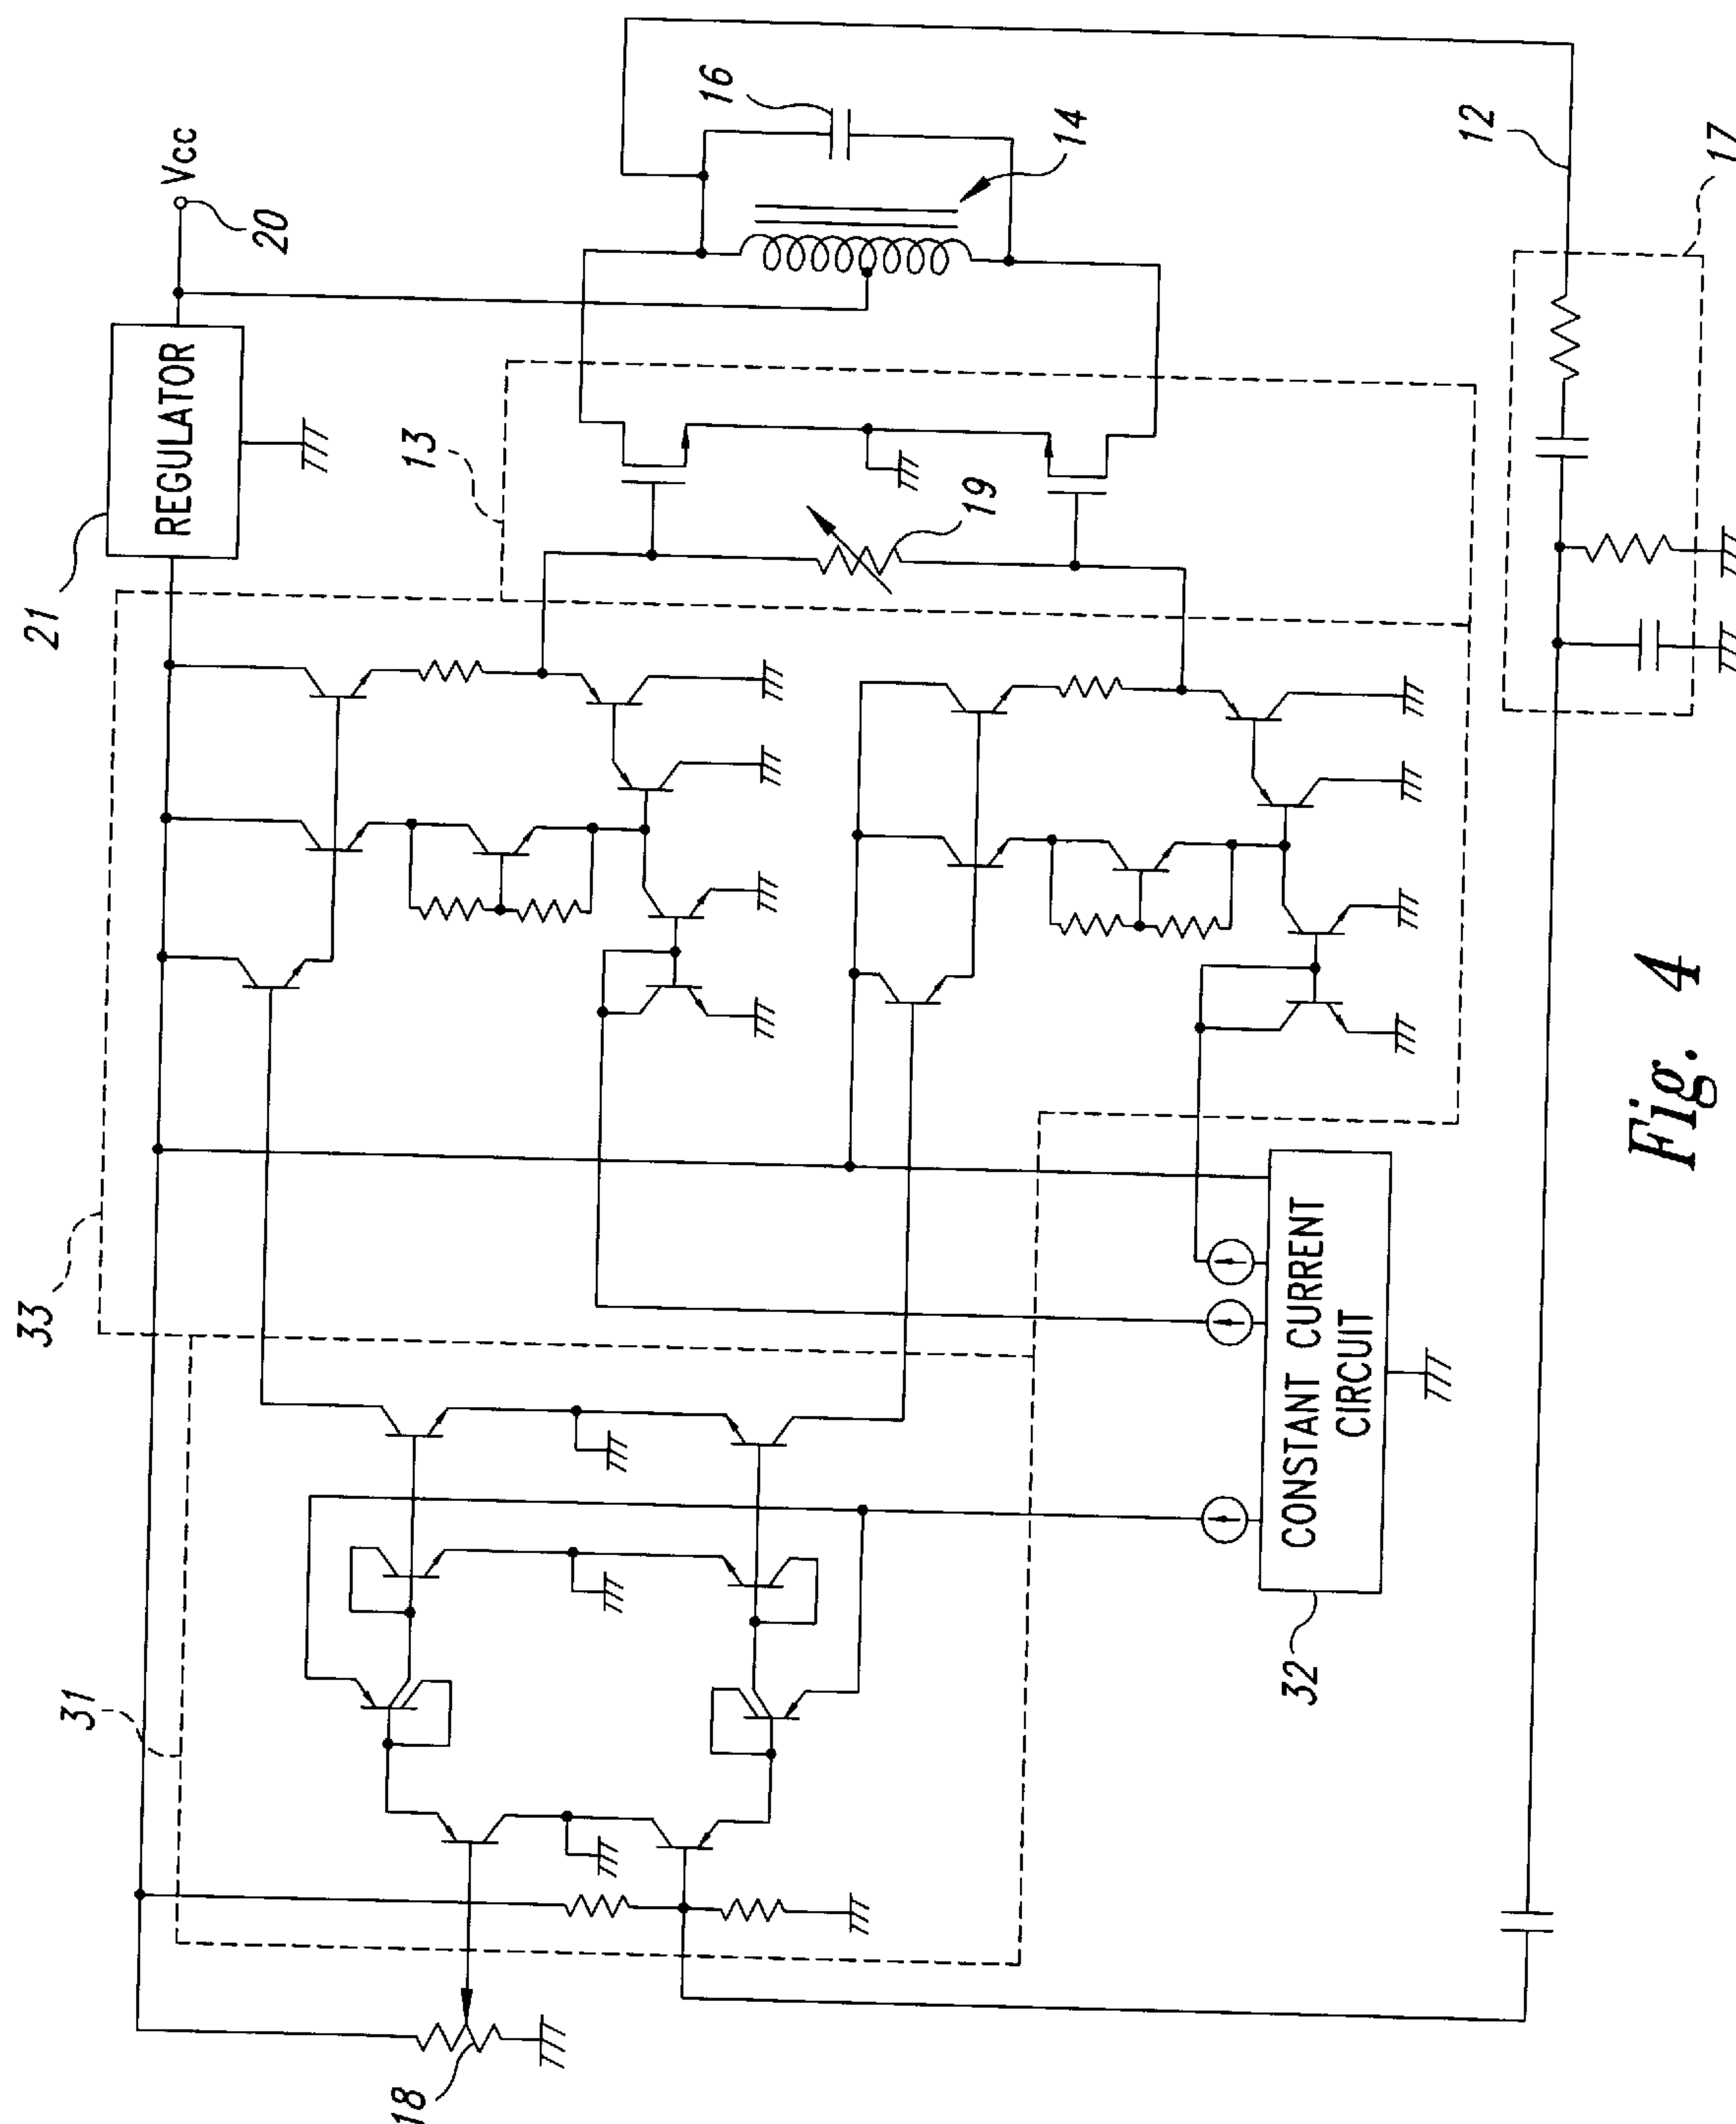 16
14
12
17
Vcc
20
REGULATOR
21
13
19
33
31
18
CONSTANT CURRENT
CIRCUIT
32
Fig. 4